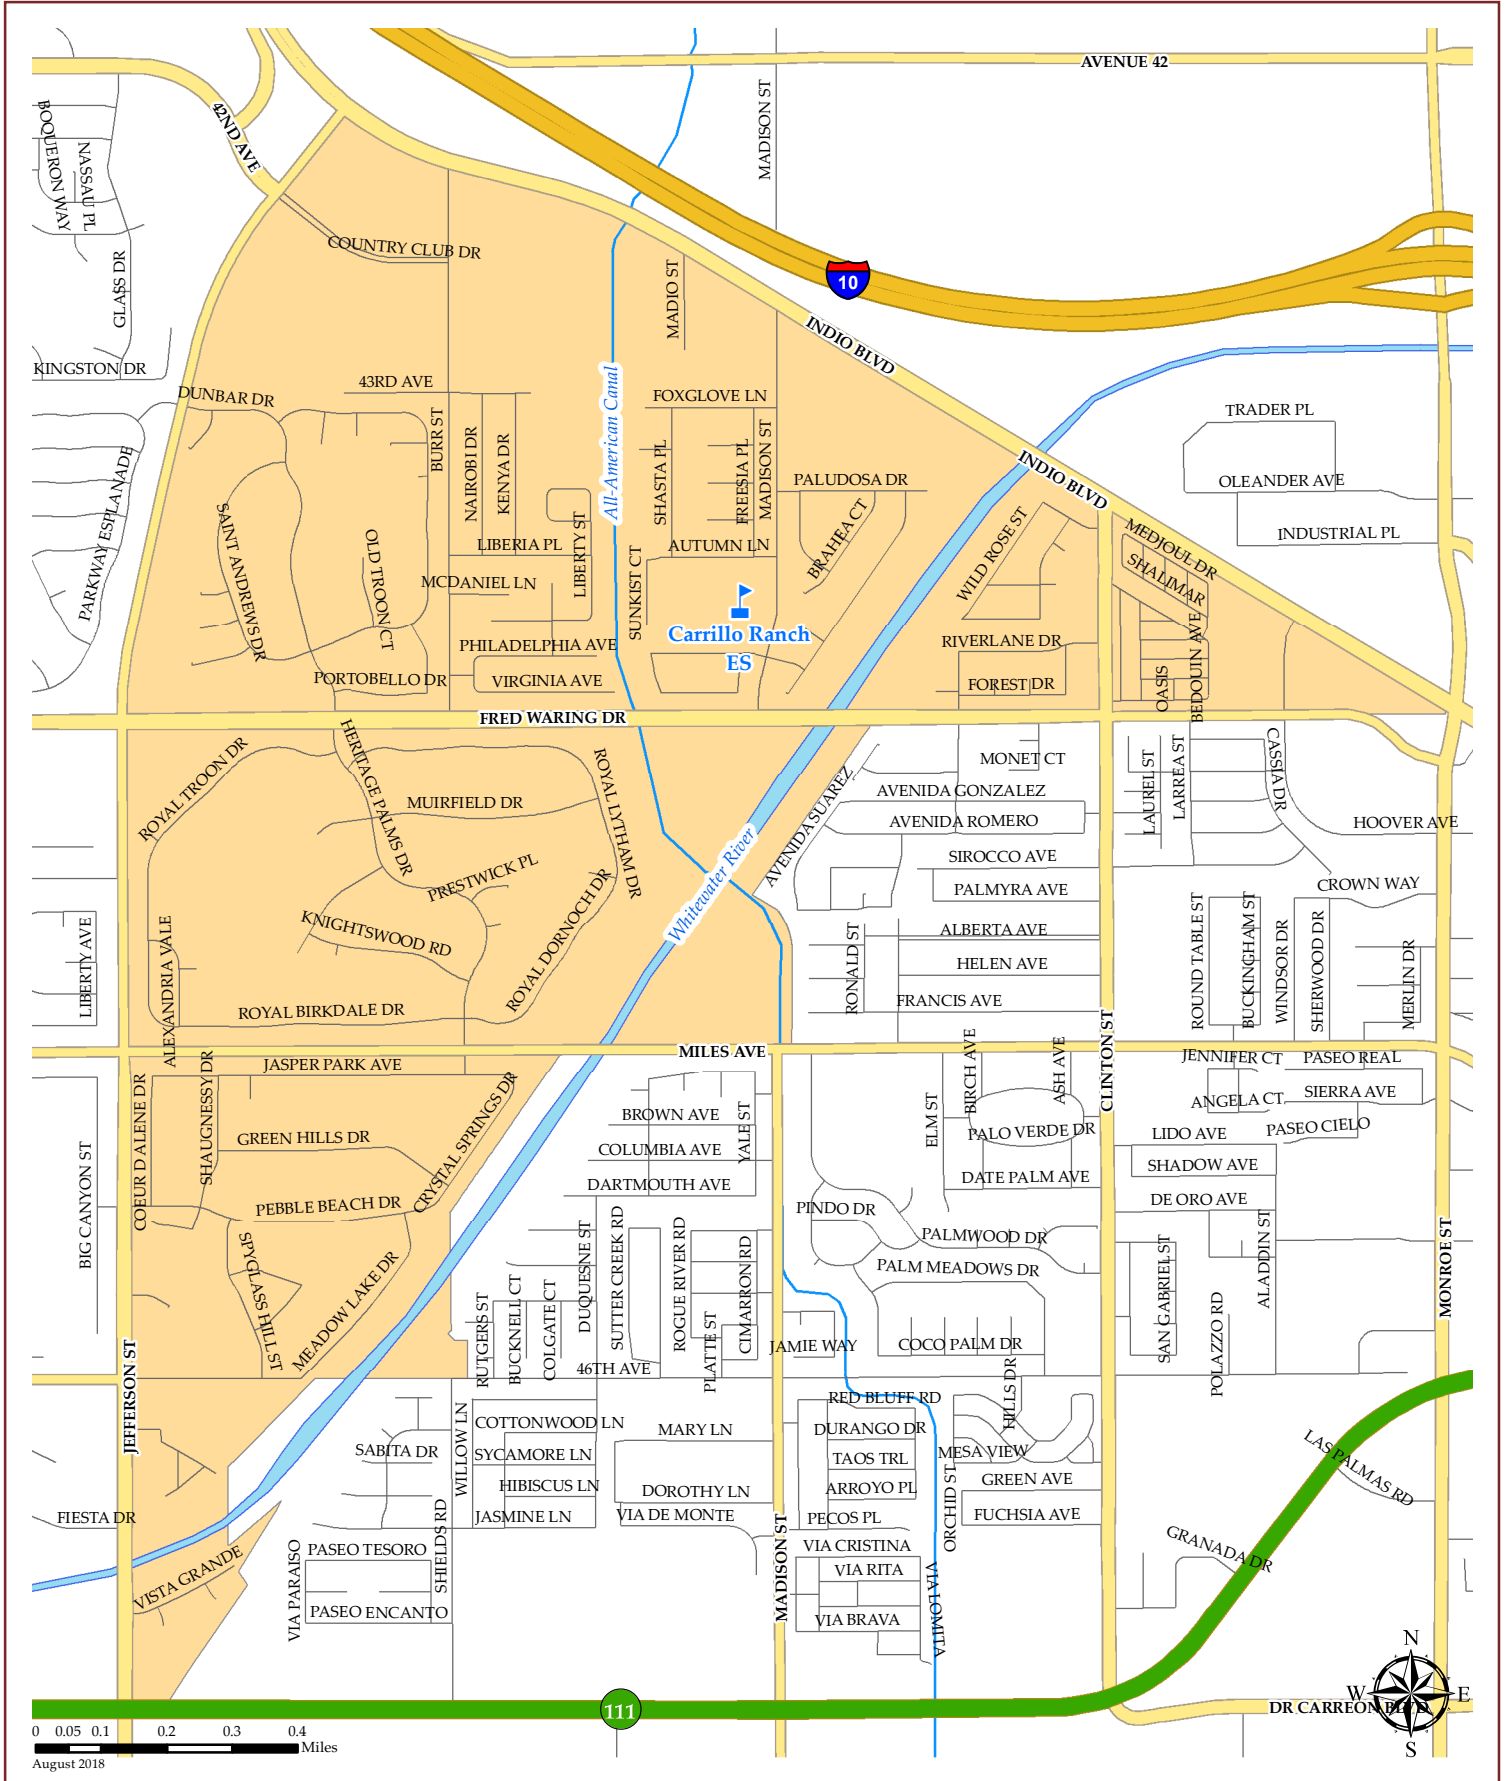 AVENUE 42
MADISON ST
42ND AVE
BOQUERON WAY
NASSAU PL
GLASS DR
COUNTRY CLUB DR
MADIO ST
10
INDIO BLVD
KINGSTON DR
DUNBAR DR
43RD AVE
FOXGLOVE LN
TRADER PL
BURR ST
NAIROBI DR
KENYA DR
All-American Canal
SHASTA PL
FREESIA PL
MADISON ST
PALUDOSA DR
INDIO BLVD
OLEANDER AVE
PARKWAY ESPLANADE
INDUSTRIAL PL
SAINT ANDREWS DR
OLD TROON CT
LIBERIA PL
LIBERTY ST
AUTUMN LN
BRAHEA CT
WILD ROSE ST
MEDJOUL DR
SHALIMAR
MCDANIEL LN
SUNKIST CT
Carrillo Ranch
ES
PHILADELPHIA AVE
RIVERLANE DR
PORTOBELLO DR
VIRGINIA AVE
FOREST DR
OASIS
BEDOUIN AVE
FRED WARING DR
ROYAL TROON DR
HERITAGE PALMS DR
ROYAL LYTHAM DR
MONET CT
LAUREL ST
LARREA ST
CASSIA DR
MUIRFIELD DR
AVENIDA SUAREZ
AVENIDA GONZALEZ
AVENIDA ROMERO
HOOVER AVE
Whitewater River
SIROCCO AVE
PRESTWICK PL
PALMYRA AVE
CROWN WAY
KNIGHTSWOOD RD
ROYAL DORNOCH DR
LIBERTY AVE
ALEXANDRIA VALE
RONALD ST
ALBERTA AVE
ROUND TABLE ST
BUCKINGHAM ST
WINDSOR DR
SHERWOOD DR
MERLIN DR
HELEN AVE
FRANCIS AVE
ROYAL BIRKDALE DR
CLINTON ST
MILES AVE
JASPER PARK AVE
BIRCH AVE
ASH AVE
JENNIFER CT
PASEO REAL
COEUR D ALENE DR
SHAUGNESSY DR
CRYSTAL SPRINGS DR
BROWN AVE
YALE ST
ELM ST
ANGELA CT
SIERRA AVE
GREEN HILLS DR
COLUMBIA AVE
PALO VERDE DR
LIDO AVE
PASEO CIELO
BIG CANYON ST
DARTMOUTH AVE
DATE PALM AVE
SHADOW AVE
PEBBLE BEACH DR
PINDO DR
DE ORO AVE
SPYGLASS HILL ST
MEADOW LAKE DR
DUQUESNE ST
SUTTER CREEK RD
ROGUE RIVER RD
CIMARRON RD
PALMWOOD DR
PALM MEADOWS DR
SAN GABRIEL ST
ALADDIN ST
MONROE ST
RUTGERS ST
BUCKNELL CT
COLGATE CT
PLATTE ST
JAMIE WAY
COCO PALM DR
POLAZZO RD
JEFFERSON ST
46TH AVE
RED BLUFF RD
HILLS DR
WILLOW LN
COTTONWOOD LN
MARY LN
DURANGO DR
SABITA DR
SYCAMORE LN
TAOS TRL
MESA VIEW
LAS PALMAS RD
HIBISCUS LN
DOROTHY LN
ARROYO PL
ORCHID ST
GREEN AVE
FIESTA DR
SHIELDS RD
JASMINE LN
VIA DE MONTE
MADISON ST
PECOS PL
FUCHSIA AVE
VISTA GRANDE
VIA PARAISO
PASEO TESORO
VIA CRISTINA
GRANADA DR
VIA RITA
VIA LOMITA
PASEO ENCANTO
VIA BRAVA
N
W
E
S
111
DR CARREON BLVD
0 0.05 0.1 0.2 0.3 0.4
Miles
August 2018